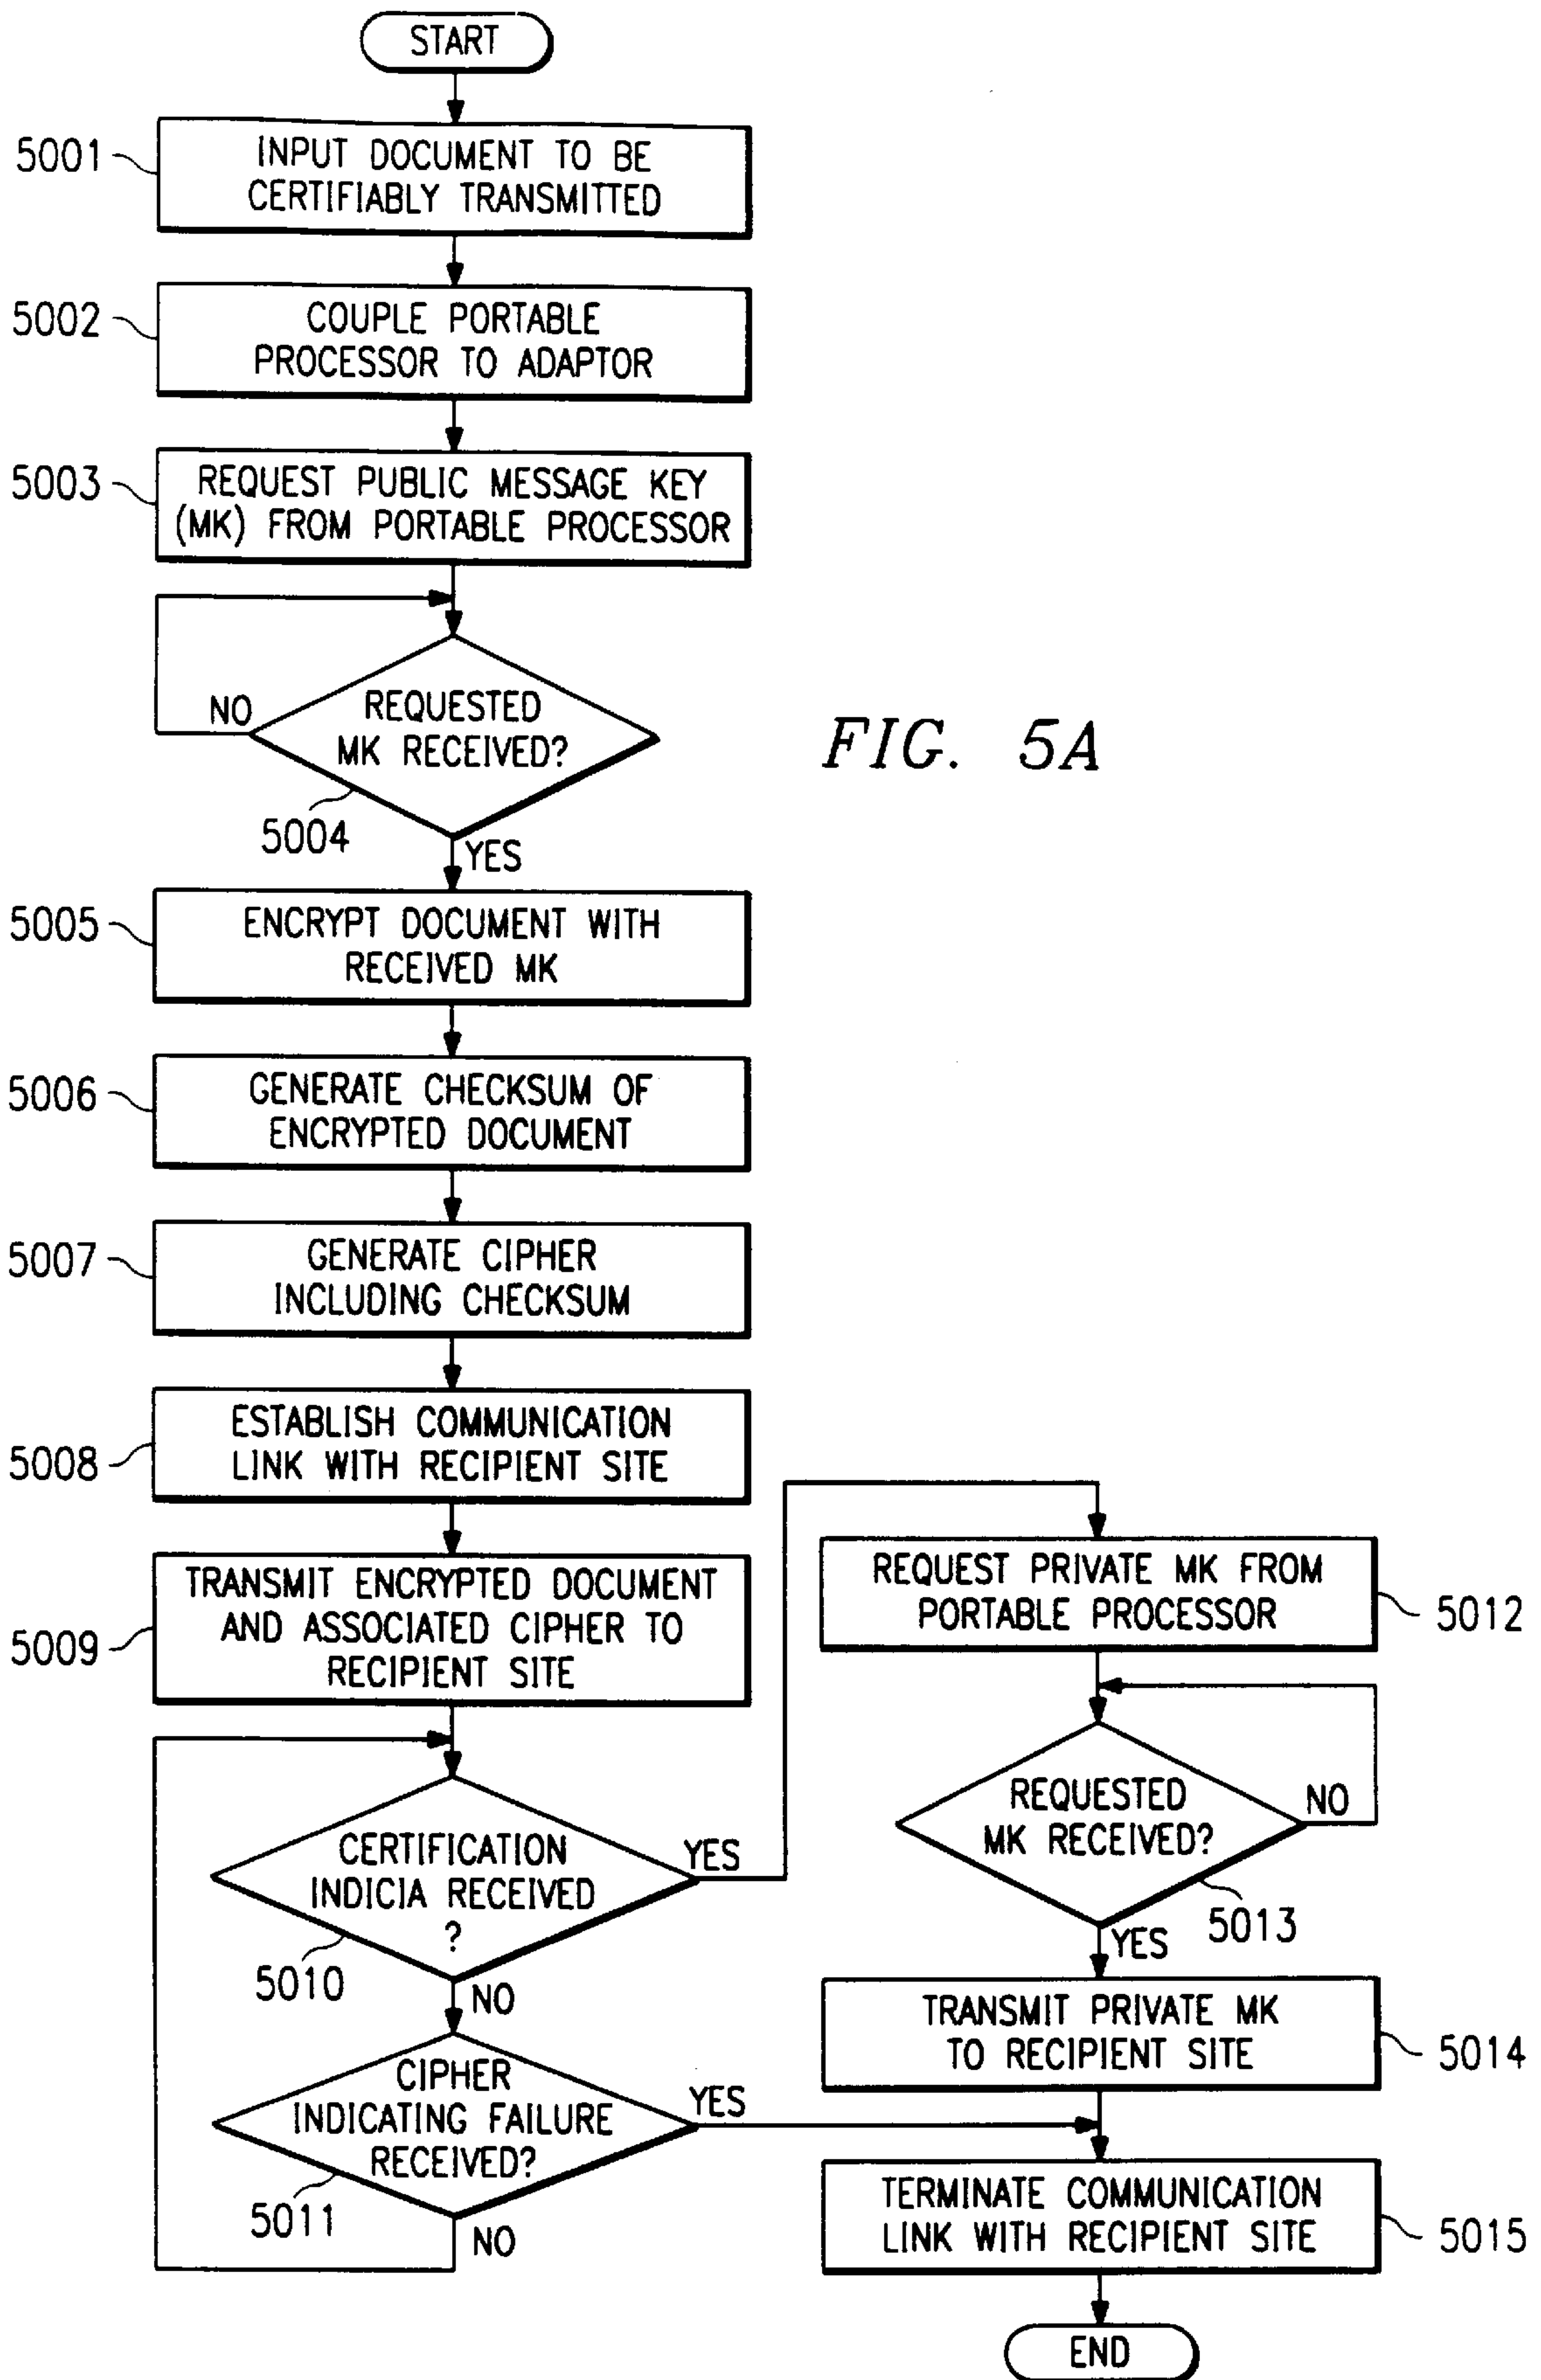 START
5001
INPUT DOCUMENT TO BE
CERTIFIABLY TRANSMITTED
5002
COUPLE PORTABLE
PROCESSOR TO ADAPTOR
5003
REQUEST PUBLIC MESSAGE KEY
(MK) FROM PORTABLE PROCESSOR
NO
REQUESTED
MK RECEIVED?
5004
YES
FIG. 5A
5005
ENCRYPT DOCUMENT WITH
RECEIVED MK
5006
GENERATE CHECKSUM OF
ENCRYPTED DOCUMENT
5007
GENERATE CIPHER
INCLUDING CHECKSUM
5008
ESTABLISH COMMUNICATION
LINK WITH RECIPIENT SITE
5009
TRANSMIT ENCRYPTED DOCUMENT
AND ASSOCIATED CIPHER TO
RECIPIENT SITE
CERTIFICATION
INDICIA RECEIVED
?
YES
5010
NO
CIPHER
INDICATING FAILURE
RECEIVED?
YES
5011
NO
REQUEST PRIVATE MK FROM
PORTABLE PROCESSOR
5012
REQUESTED
MK RECEIVED?
NO
5013
YES
TRANSMIT PRIVATE MK
TO RECIPIENT SITE
5014
TERMINATE COMMUNICATION
LINK WITH RECIPIENT SITE
5015
END